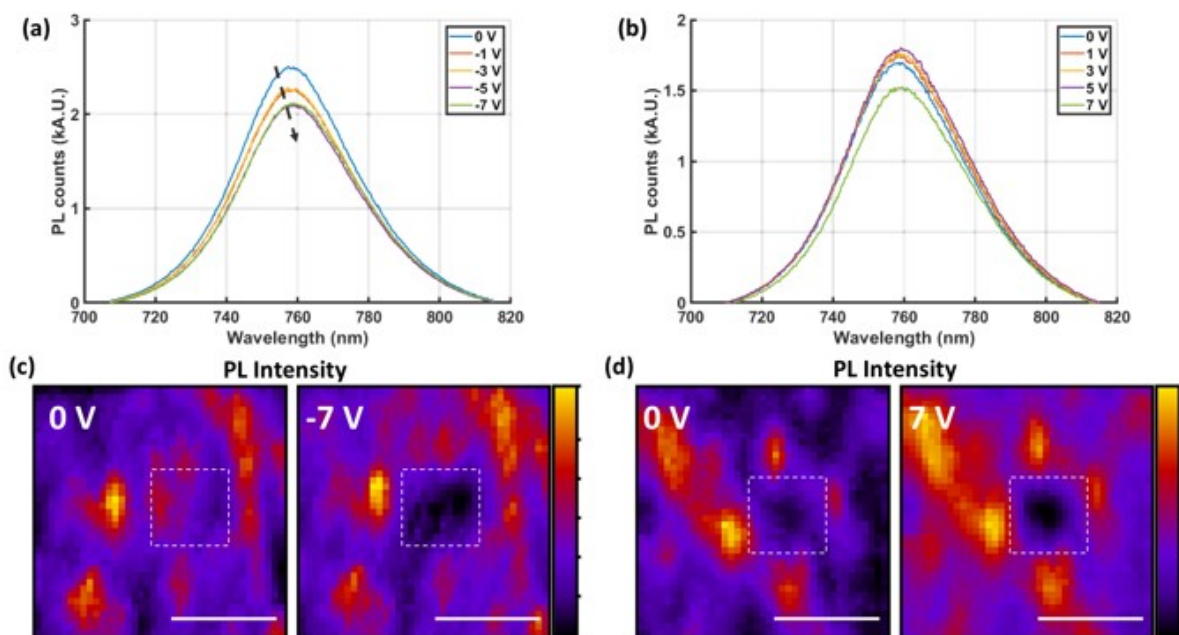 (a)
3
2
1
0
PL counts (kA.U.)
700
720
740
760
780
800
820
Wavelength (nm)
0 V
-1 V
-3 V
-5 V
-7 V
(b)
2
1.5
1
0.5
0
PL counts (kA.U.)
700
720
740
760
780
800
820
Wavelength (nm)
0 V
1 V
3 V
5 V
7 V
(c)
PL Intensity
0 V
-7 V
(d)
PL Intensity
0 V
7 V